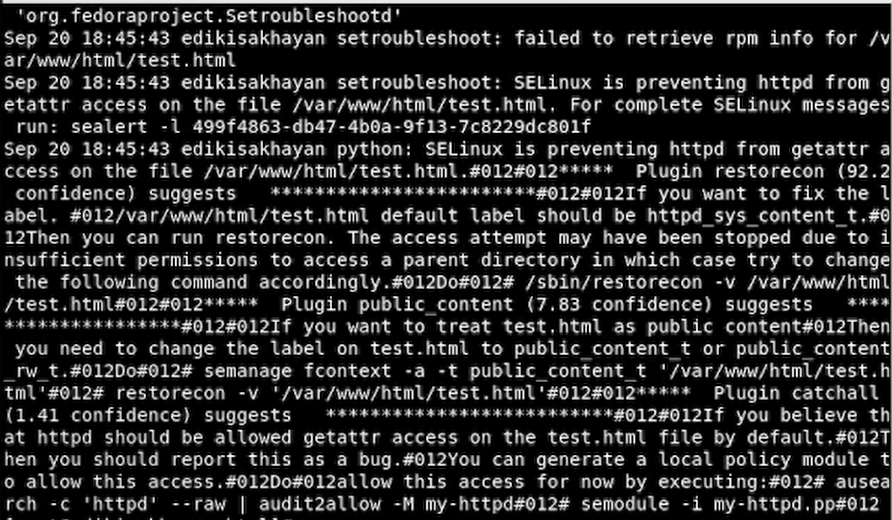 'org.fedoraproject.Setroubleshootd'
Sep 20 18:45:43 edikisakhayan setroubleshoot: failed to retrieve rpm info for /v
ar/www/html/test.html
Sep 20 18:45:43 edikisakhayan setroubleshoot: SELinux is preventing httpd from g
etattr access on the file /var/www/html/test.html. For complete SELinux messages
 run: sealert -l 499f4863-db47-4b0a-9f13-7c8229dc801f
Sep 20 18:45:43 edikisakhayan python: SELinux is preventing httpd from getattr a
ccess on the file /var/www/html/test.html.#012#012*****  Plugin restorecon (92.2
 confidence) suggests   ************************#012#012If you want to fix the l
abel. #012/var/www/html/test.html default label should be httpd_sys_content_t.#0
12Then you can run restorecon. The access attempt may have been stopped due to i
nsufficient permissions to access a parent directory in which case try to change
 the following command accordingly.#012Do#012# /sbin/restorecon -v /var/www/html
/test.html#012#012*****  Plugin public_content (7.83 confidence) suggests   ****
****************#012#012If you want to treat test.html as public content#012Then
 you need to change the label on test.html to public_content_t or public_content
_rw_t.#012Do#012# semanage fcontext -a -t public_content_t '/var/www/html/test.h
tml'#012# restorecon -v '/var/www/html/test.html'#012#012*****  Plugin catchall
(1.41 confidence) suggests   **************************#012#012If you believe th
at httpd should be allowed getattr access on the test.html file by default.#012T
hen you should report this as a bug.#012You can generate a local policy module t
o allow this access.#012Do#012allow this access for now by executing:#012# ausea
rch -c 'httpd' --raw | audit2allow -M my-httpd#012# semodule -i my-httpd.pp#012